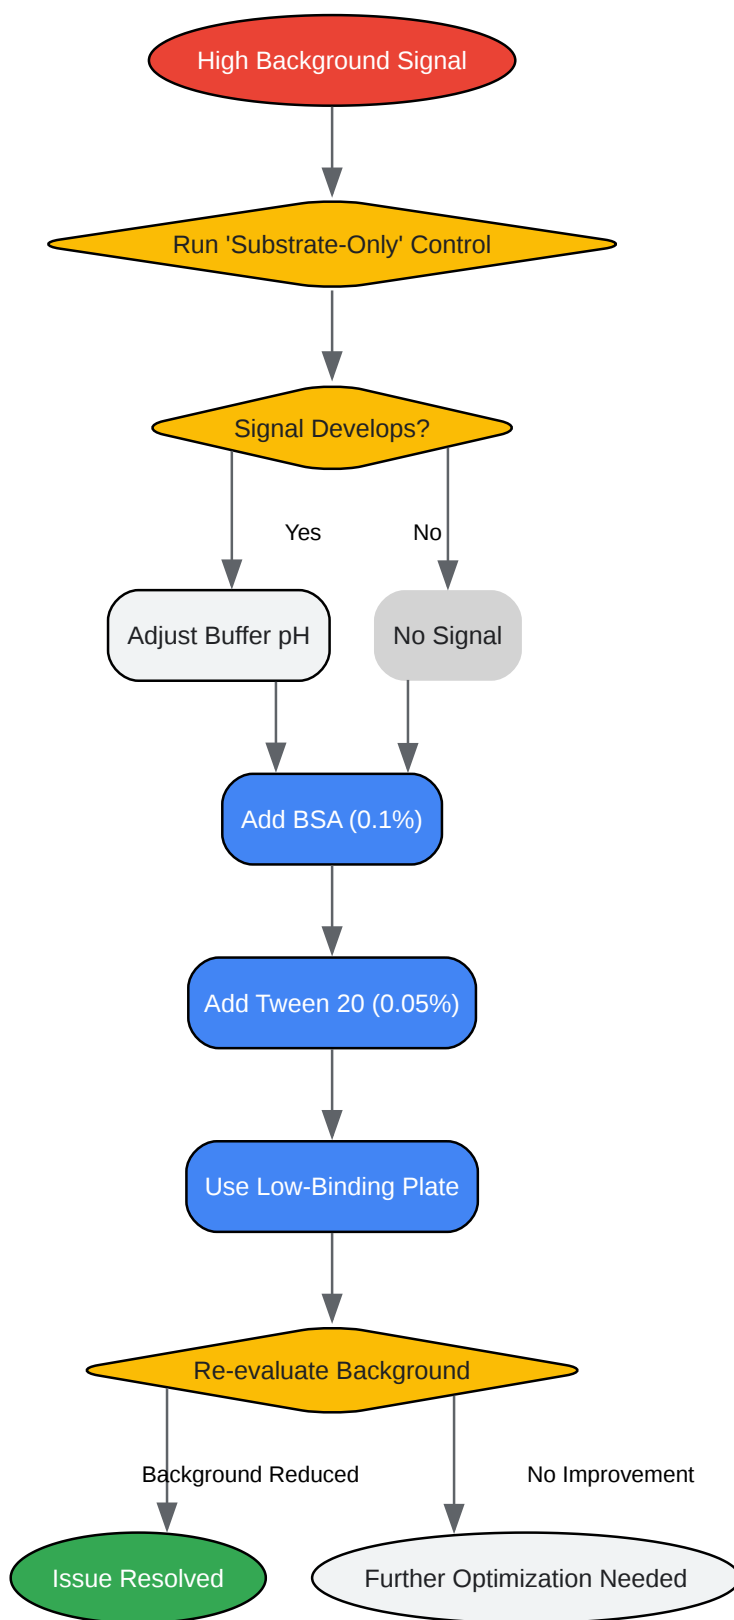 High Background Signal
Run 'Substrate-Only' Control
Signal Develops?
Yes
No
Adjust Buffer pH
No Signal
Add BSA (0.1%)
Add Tween 20 (0.05%)
Use Low-Binding Plate
Re-evaluate Background
Background Reduced
No Improvement
Issue Resolved
Further Optimization Needed